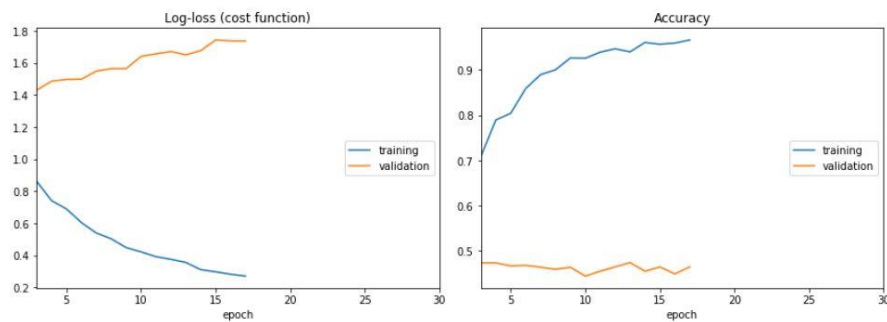 Log-loss (cost function)
1.8
1.6
1.4
1.2
1.0
0.8
0.6
0.4
0.2
5 10 15 20 25 30
epoch
training
validation
Accuracy
0.9
0.8
0.7
0.6
0.5
5 10 15 20 25 30
epoch
training
validation